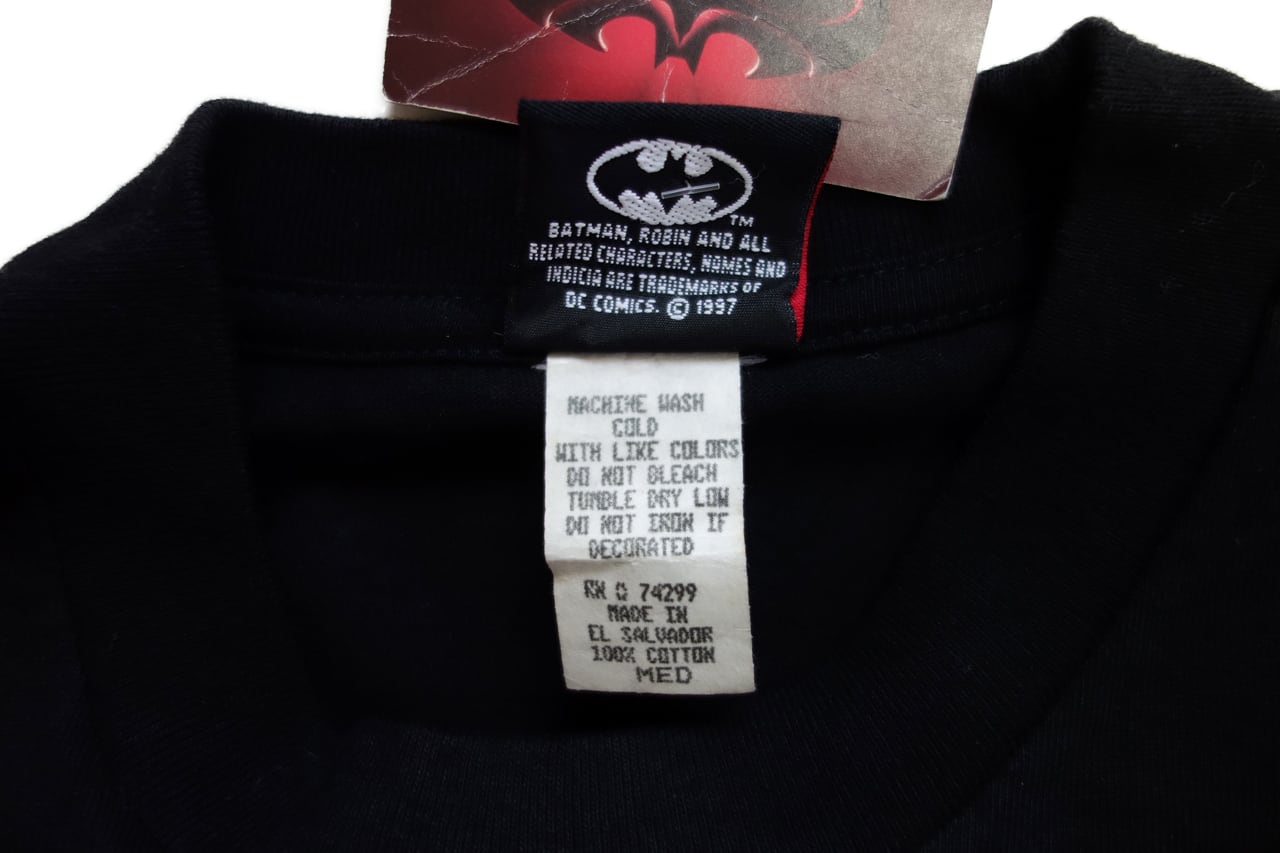 TM
BATMAN, ROBIN AND ALL
RELATED CHARACTERS, NAMES AND
INDICIA ARE TRADEMARKS OF
DC COMICS. © 1997
MACHINE WASH
COLD
WITH LIKE COLORS
DO NOT BLEACH
TUMBLE DRY LOW
DO NOT IRON IF
DECORATED
RN # 74299
MADE IN
EL SALVADOR
100% COTTON
MED